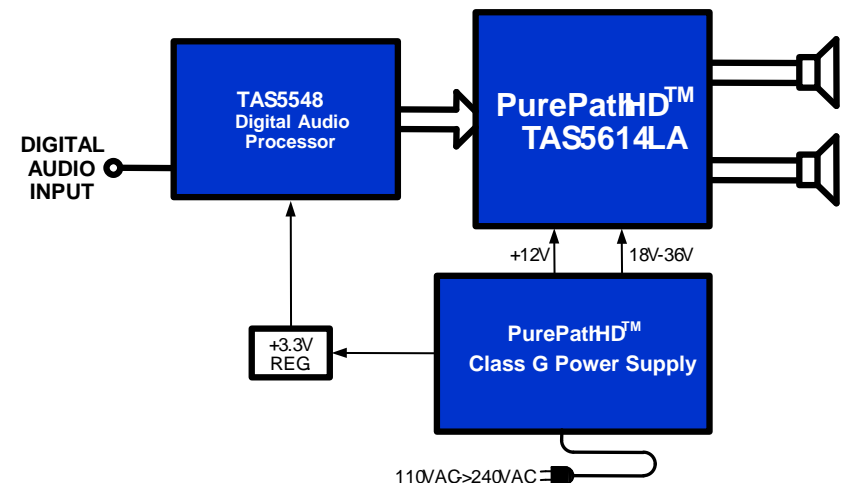 TAS5548
Digital Audio
Processor
PurePathHD™
TAS5614LA
DIGITAL
AUDIO
INPUT
+12V
18V-36V
+3.3V
REG
PurePathHD™
Class G Power Supply
110VAC->240VAC